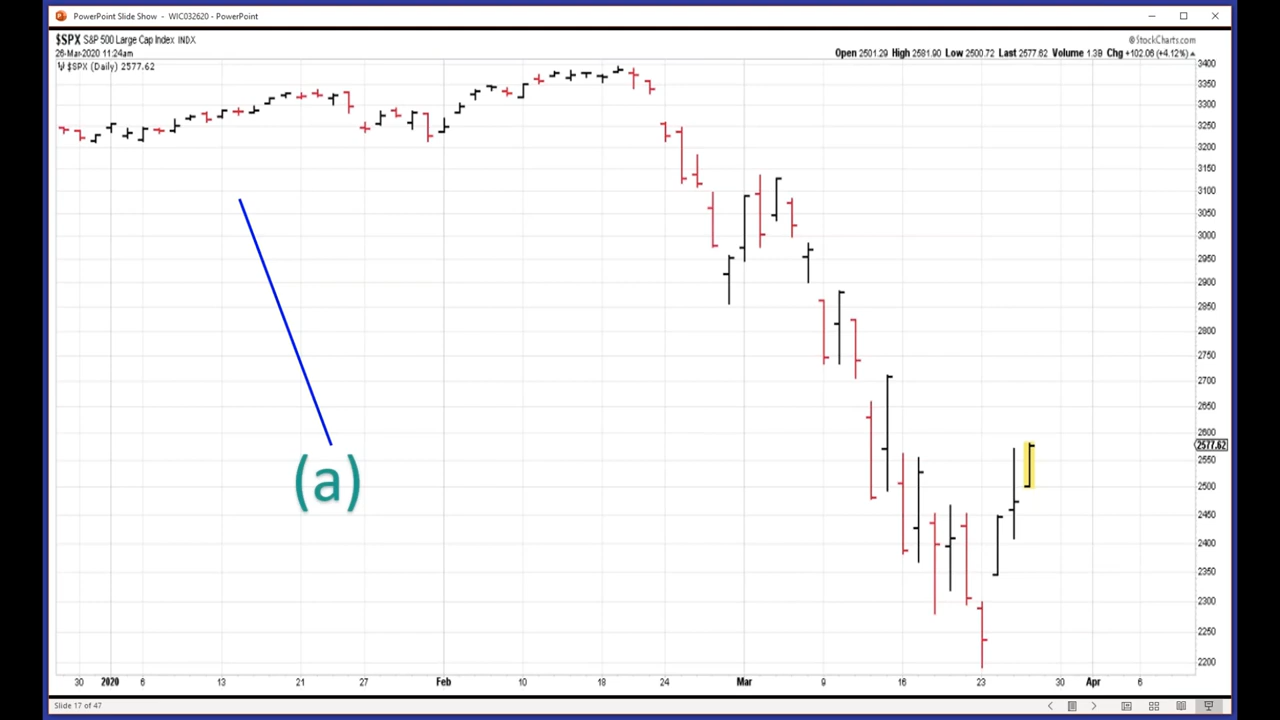 PowerPoint Slide Show - WIC032620 - PowerPoint
$SPX S&P 500 Large Cap Index INDX
© StockCharts.com
26-Mar-2020 11:24am
Open 2501.29 High 2581.90 Low 2500.72 Last 2577.62 Volume 1.3B Chg +102.06 (+4.12%)
$SPX (Daily) 2577.62
3400
3350
3300
3250
3200
3150
3100
3050
3000
2950
2900
2850
2800
2750
2700
2650
2600
2577.62
2550
2500
2450
2400
2350
2300
2250
2200
(a)
30 2020 6 13 21 27 Feb 10 18 24 Mar 9 16 23 30 Apr 6
Slide 17 of 47